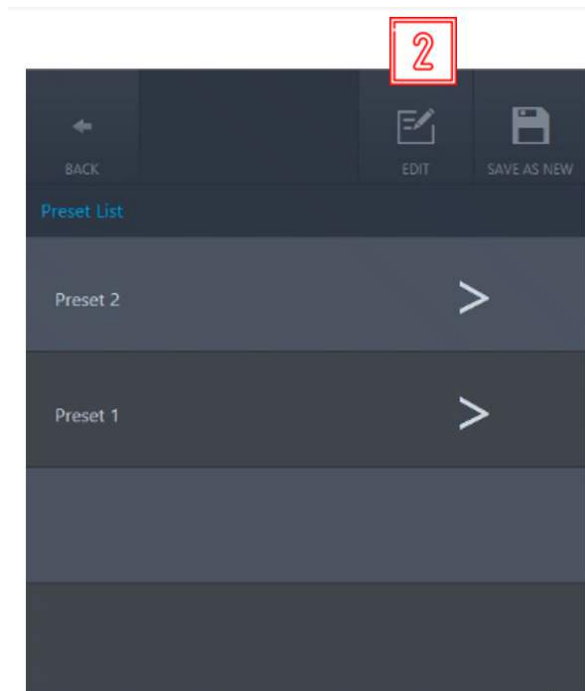 2
BACK
EDIT
SAVE AS NEW
Preset List
Preset 2
Preset 1